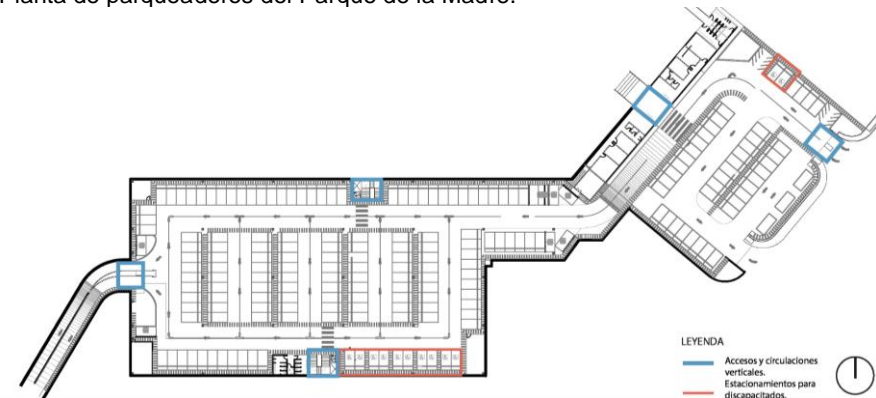 Planta de parqueaderos del Parque de la Madre.
LEYENDA
Accesos y circulaciones
verticales.
Estacionamientos para
discapacitados.